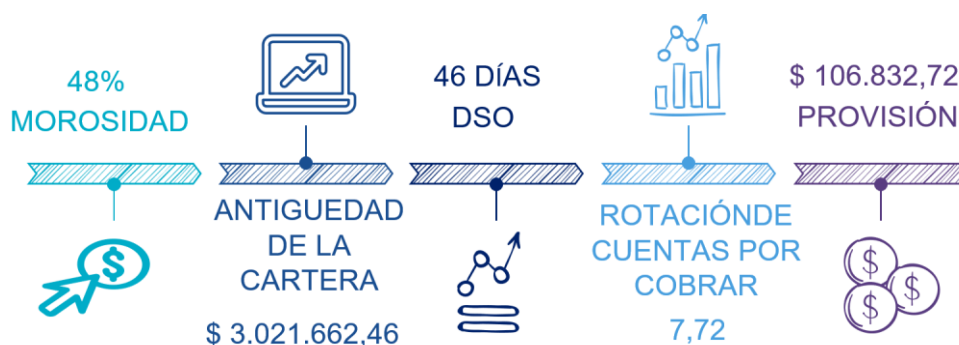 48%
MOROSIDAD
ANTIGUEDAD
DE LA
CARTERA
$ 3.021.662,46
46 DÍAS
DSO
ROTACIÓNDE
CUENTAS POR
COBRAR
7,72
$ 106.832,72
PROVISIÓN
$
$
$
$